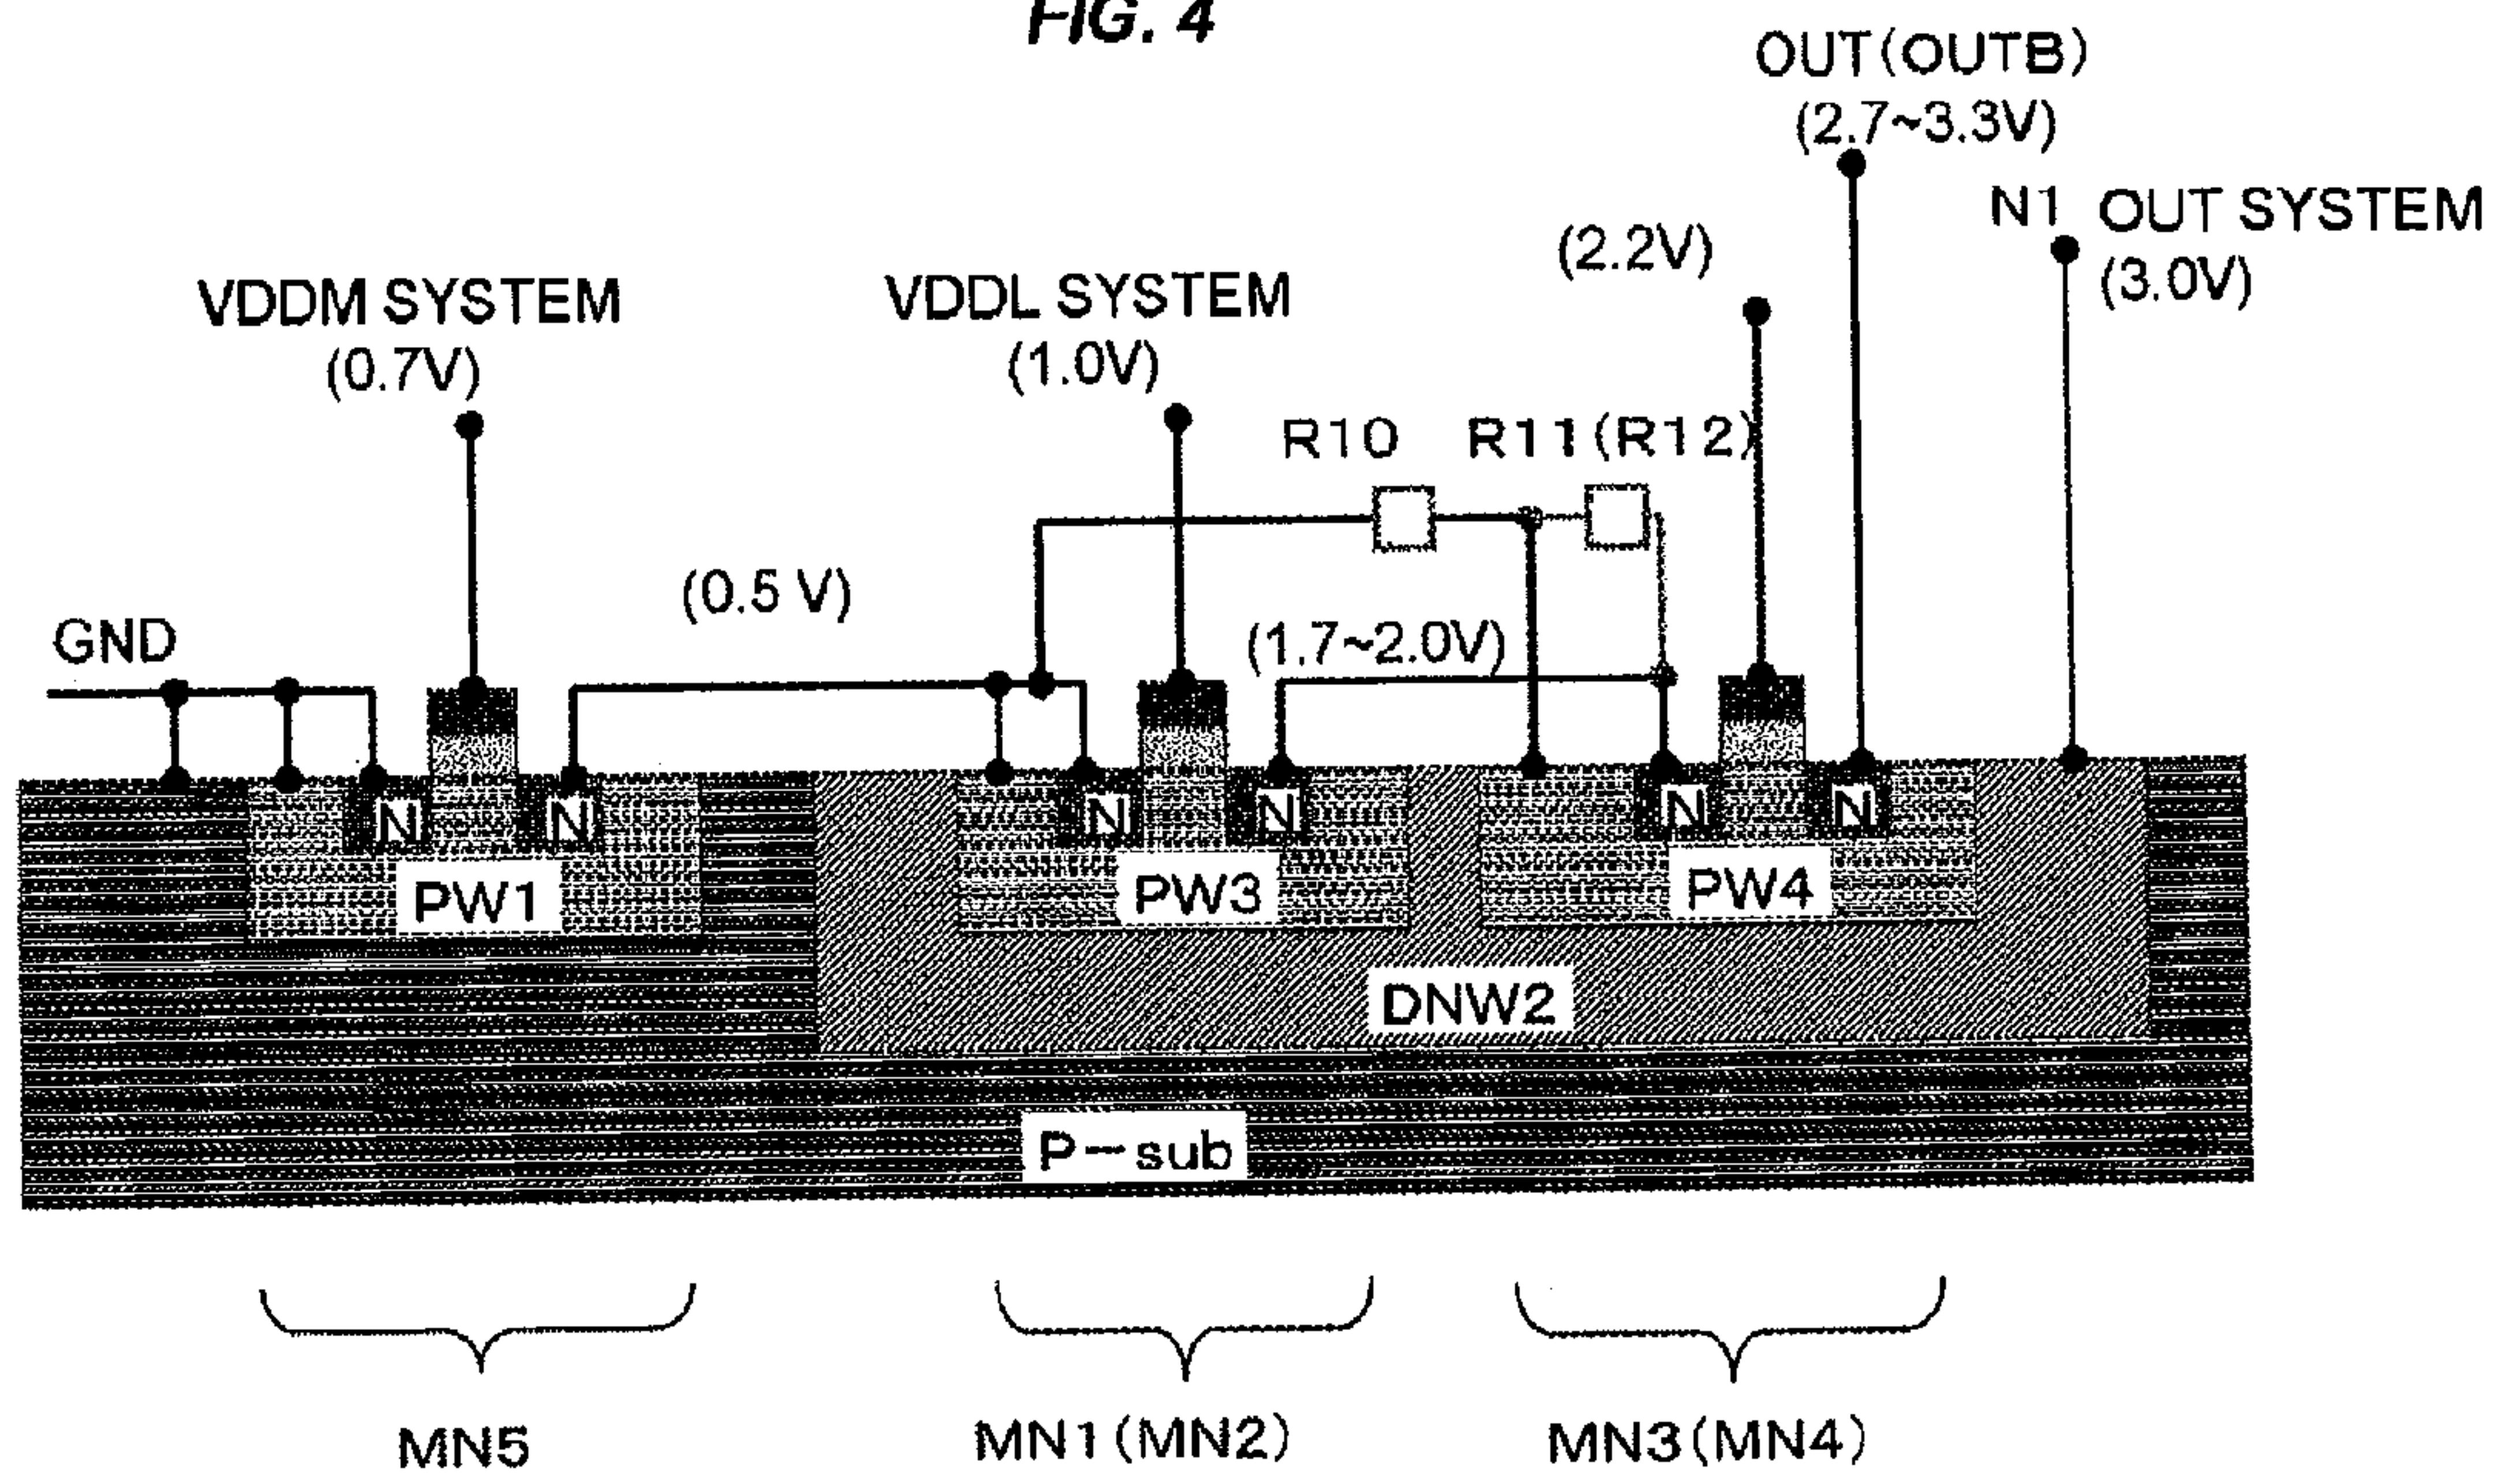 FIG. 4
OUT(OUTB)
(2.7~3.3V)
N1 OUT SYSTEM
(3.0V)
(2.2V)
VDDM SYSTEM
(0.7V)
VDDL SYSTEM
(1.0V)
R10
R11(R12)
(0.5 V)
(1.7~2.0V)
GND
N
N
N
N
N
N
PW1
PW3
PW4
DNW2
P-sub
MN5
MN1(MN2)
MN3(MN4)